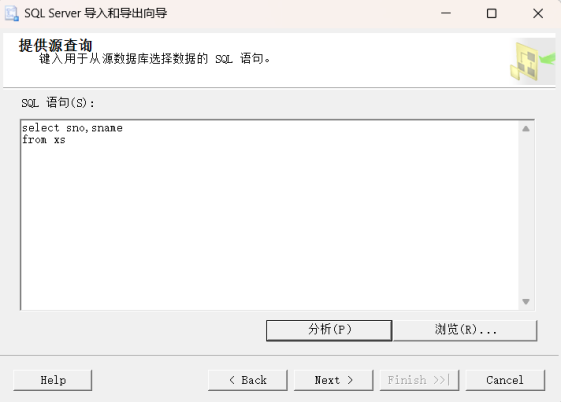 SQL Server 导入和导出向导
提供源查询
键入用于从源数据库选择数据的 SQL 语句。
SQL 语句(S):
select sno,sname
from xs
分析(P)
浏览(R)...
Help
< Back
Next >
Finish >>|
Cancel